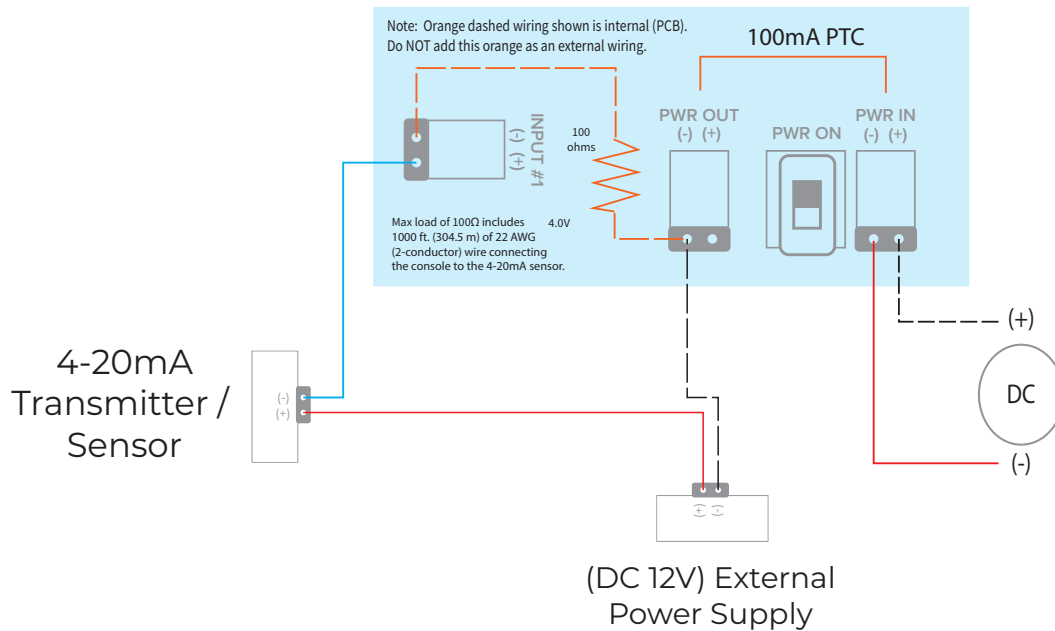 Note: Orange dashed wiring shown is internal (PCB).
Do NOT add this orange as an external wiring.
100mA PTC
PWR OUT
(-) (+)
PWR ON
PWR IN
(-) (+)
INPUT #1
(-) (+)
100
ohms
4.0V
Max load of 100Ω includes
1000 ft. (304.5 m) of 22 AWG
(2-conductor) wire connecting
the console to the 4-20mA sensor.
(+)
DC
(-)
4-20mA
Transmitter /
Sensor
(-)
(+)
(+) (-)
(DC 12V) External
Power Supply